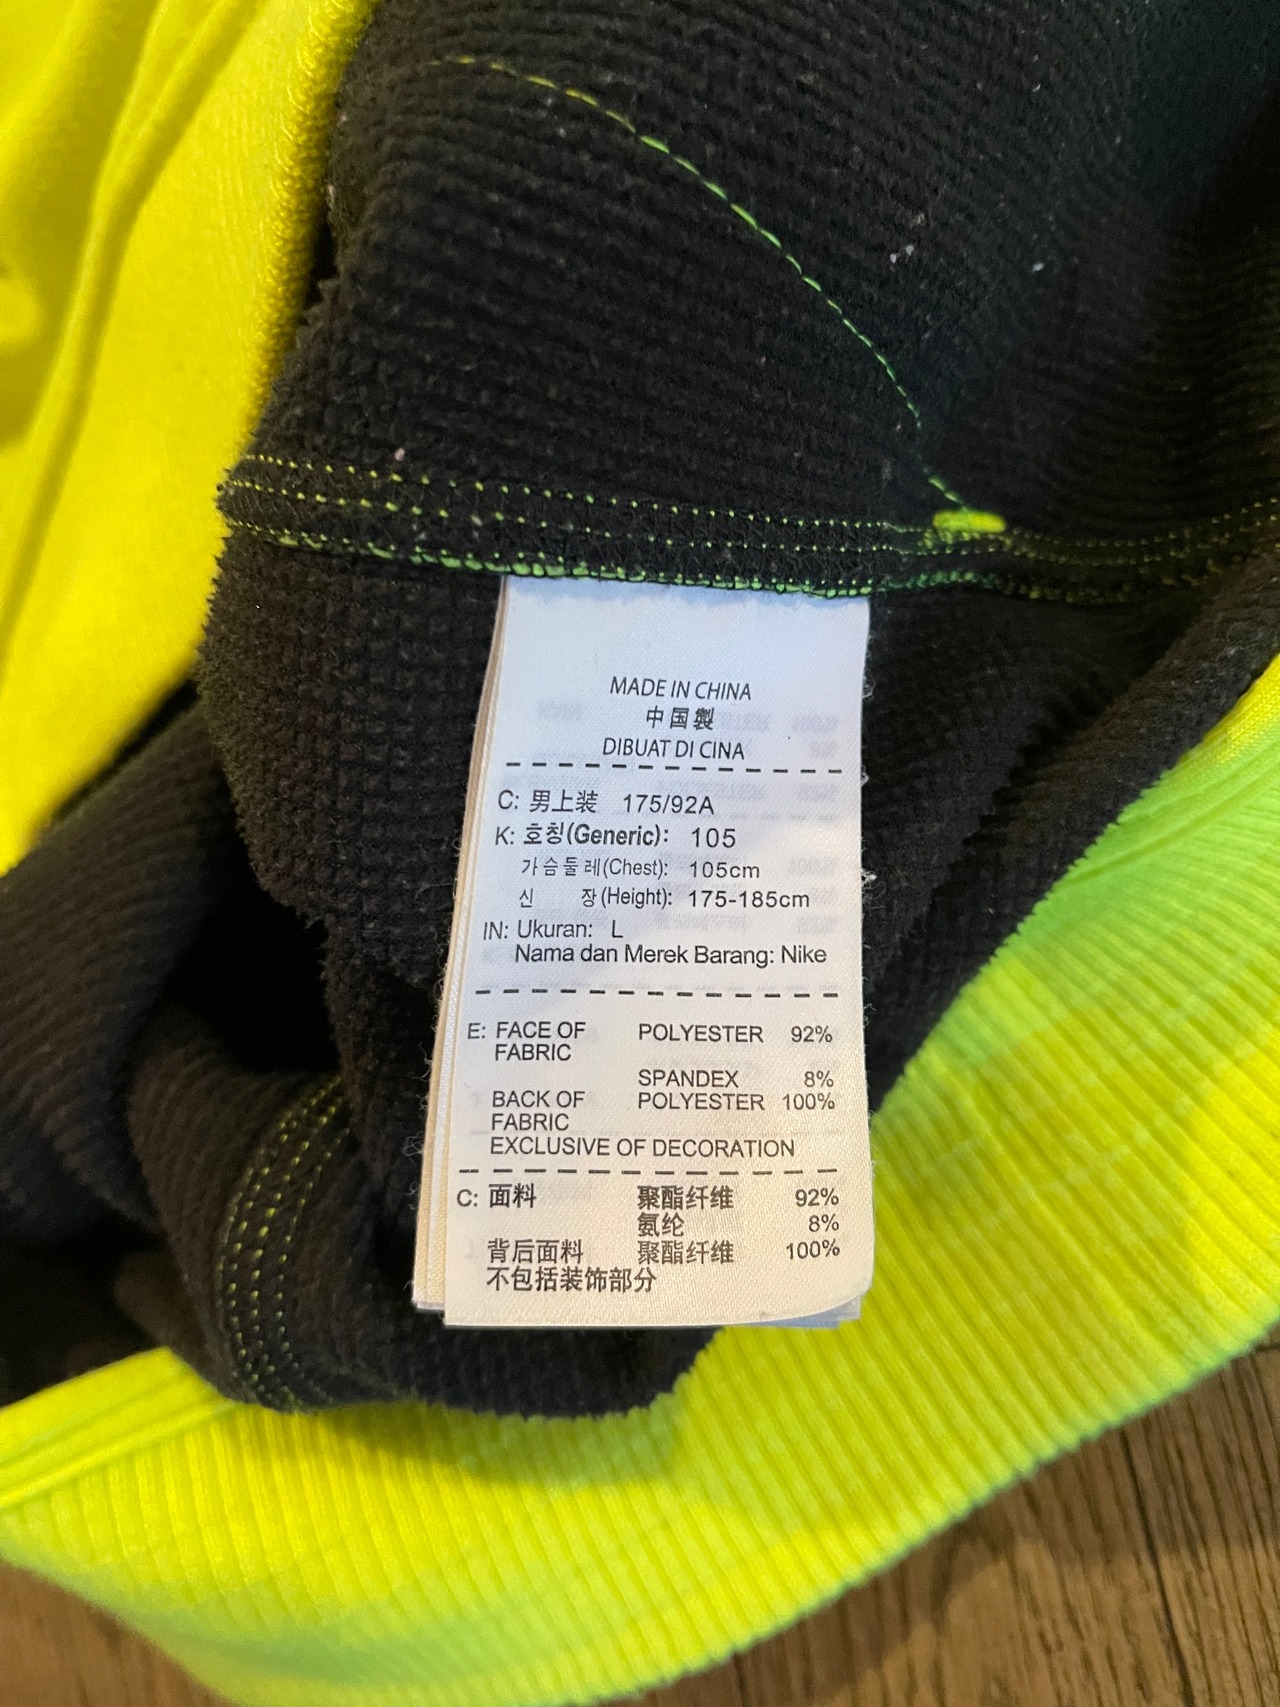 MADE IN CHINA
中国製
DIBUAT DI CINA
C: 男上装 175/92A
K: 호칭(Generic): 105
가슴둘레(Chest): 105cm
신 장(Height): 175-185cm
IN: Ukuran: L
Nama dan Merek Barang: Nike
E: FACE OF POLYESTER 92%
FABRIC
SPANDEX 8%
BACK OF POLYESTER 100%
FABRIC
EXCLUSIVE OF DECORATION
C: 面料 聚酯纤维 92%
氨纶 8%
背后面料 聚酯纤维 100%
不包括装饰部分